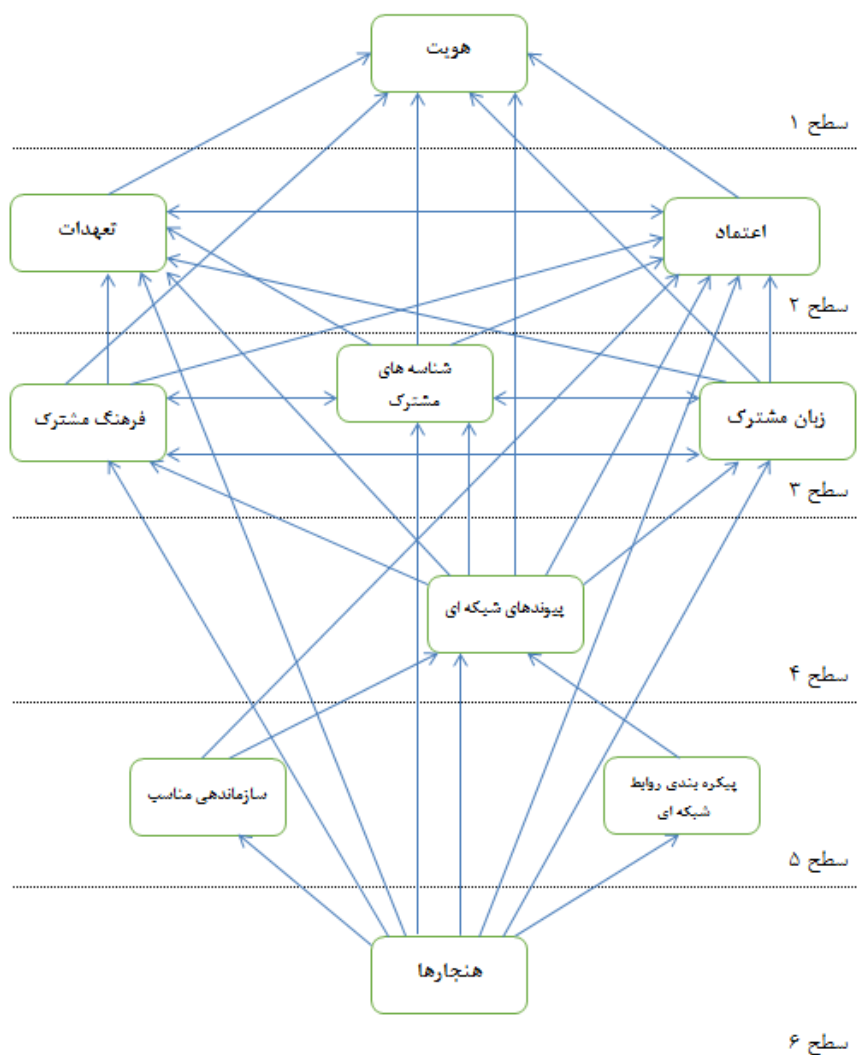 هویت
سطح ۱
تعهدات
اعتماد
سطح ۲
شناسه های
مشترک
فرهنگ مشترک
زبان مشترک
سطح ۳
پیوندهای شبکه ای
سطح ۴
سازماندهی مناسب
پیکره بندی روابط
شبکه ای
سطح ۵
هنجارها
سطح ۶